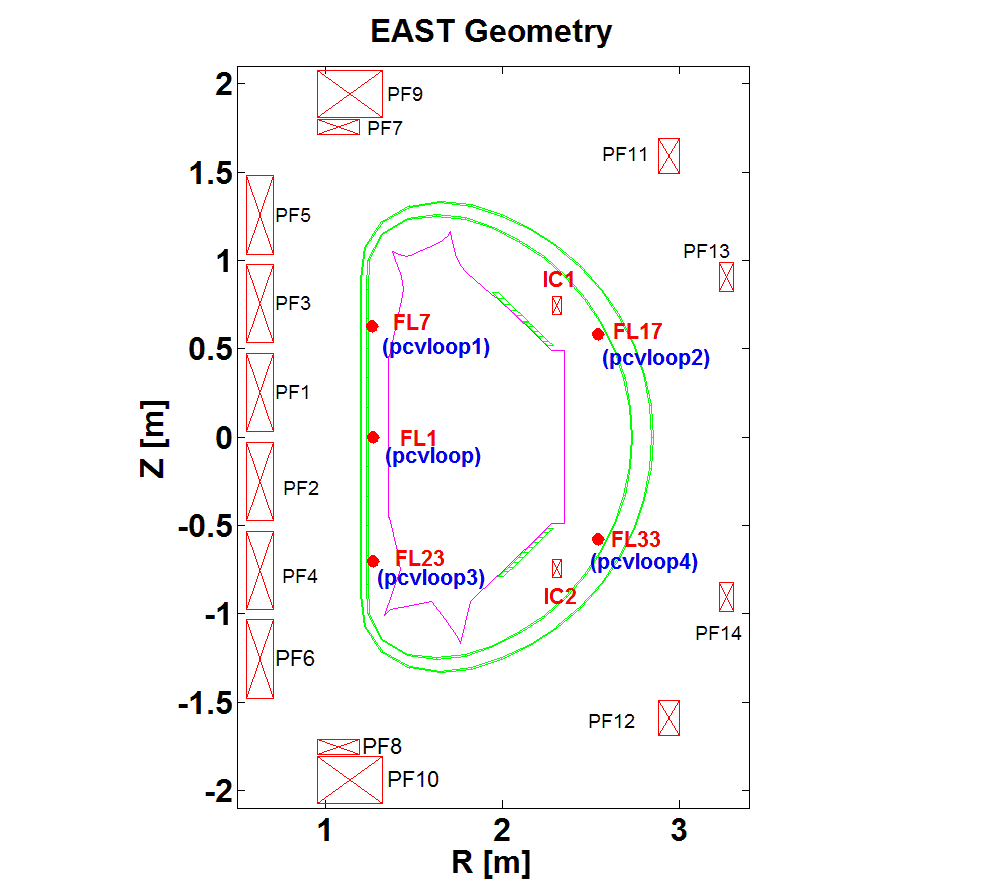 EAST Geometry
2
PF9
PF7
PF11
1.5
PF5
PF13
1
IC1
PF3
FL7
(pcvloop1)
FL17
(pcvloop2)
0.5
PF1
Z [m]
0
FL1
(pcvloop)
PF2
-0.5
FL33
(pcvloop4)
FL23
(pcvloop3)
PF4
IC2
-1
PF14
PF6
-1.5
PF12
PF8
PF10
-2
1
2
3
R [m]